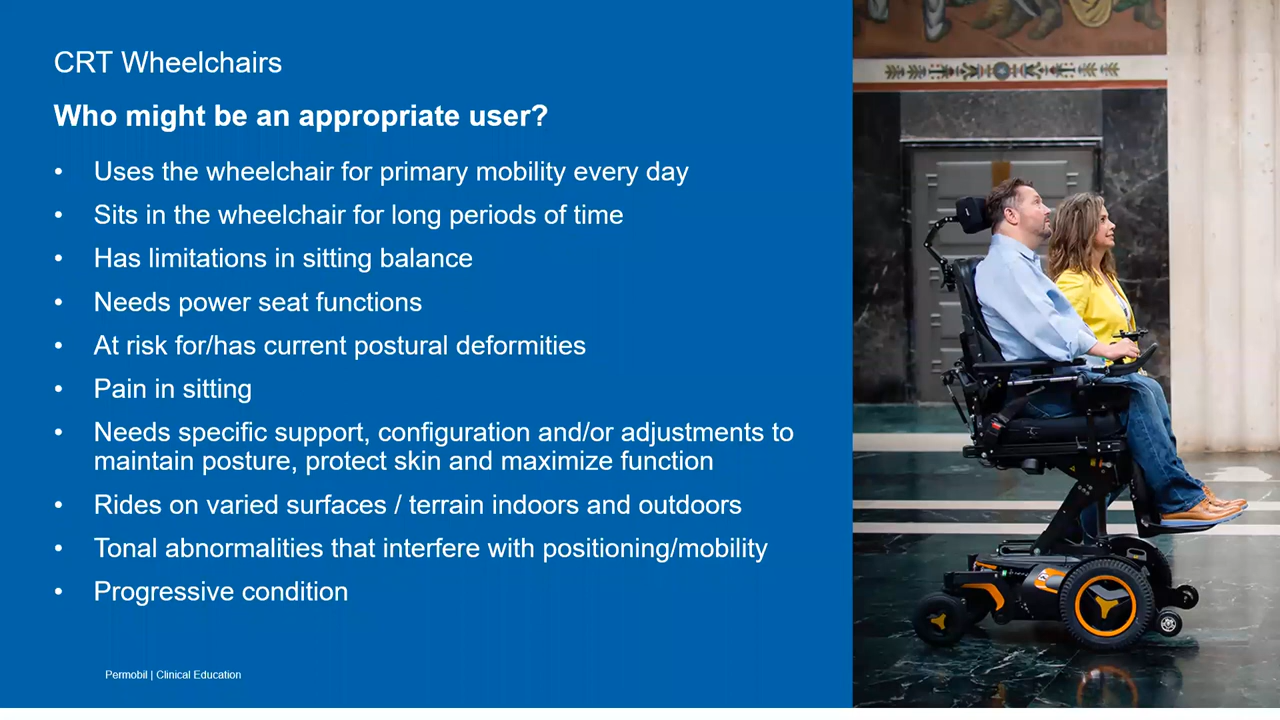 CRT Wheelchairs
Who might be an appropriate user?
• Uses the wheelchair for primary mobility every day
• Sits in the wheelchair for long periods of time
• Has limitations in sitting balance
• Needs power seat functions
• At risk for/has current postural deformities
• Pain in sitting
• Needs specific support, configuration and/or adjustments to
maintain posture, protect skin and maximize function
• Rides on varied surfaces / terrain indoors and outdoors
• Tonal abnormalities that interfere with positioning/mobility
• Progressive condition
Permobil | Clinical Education